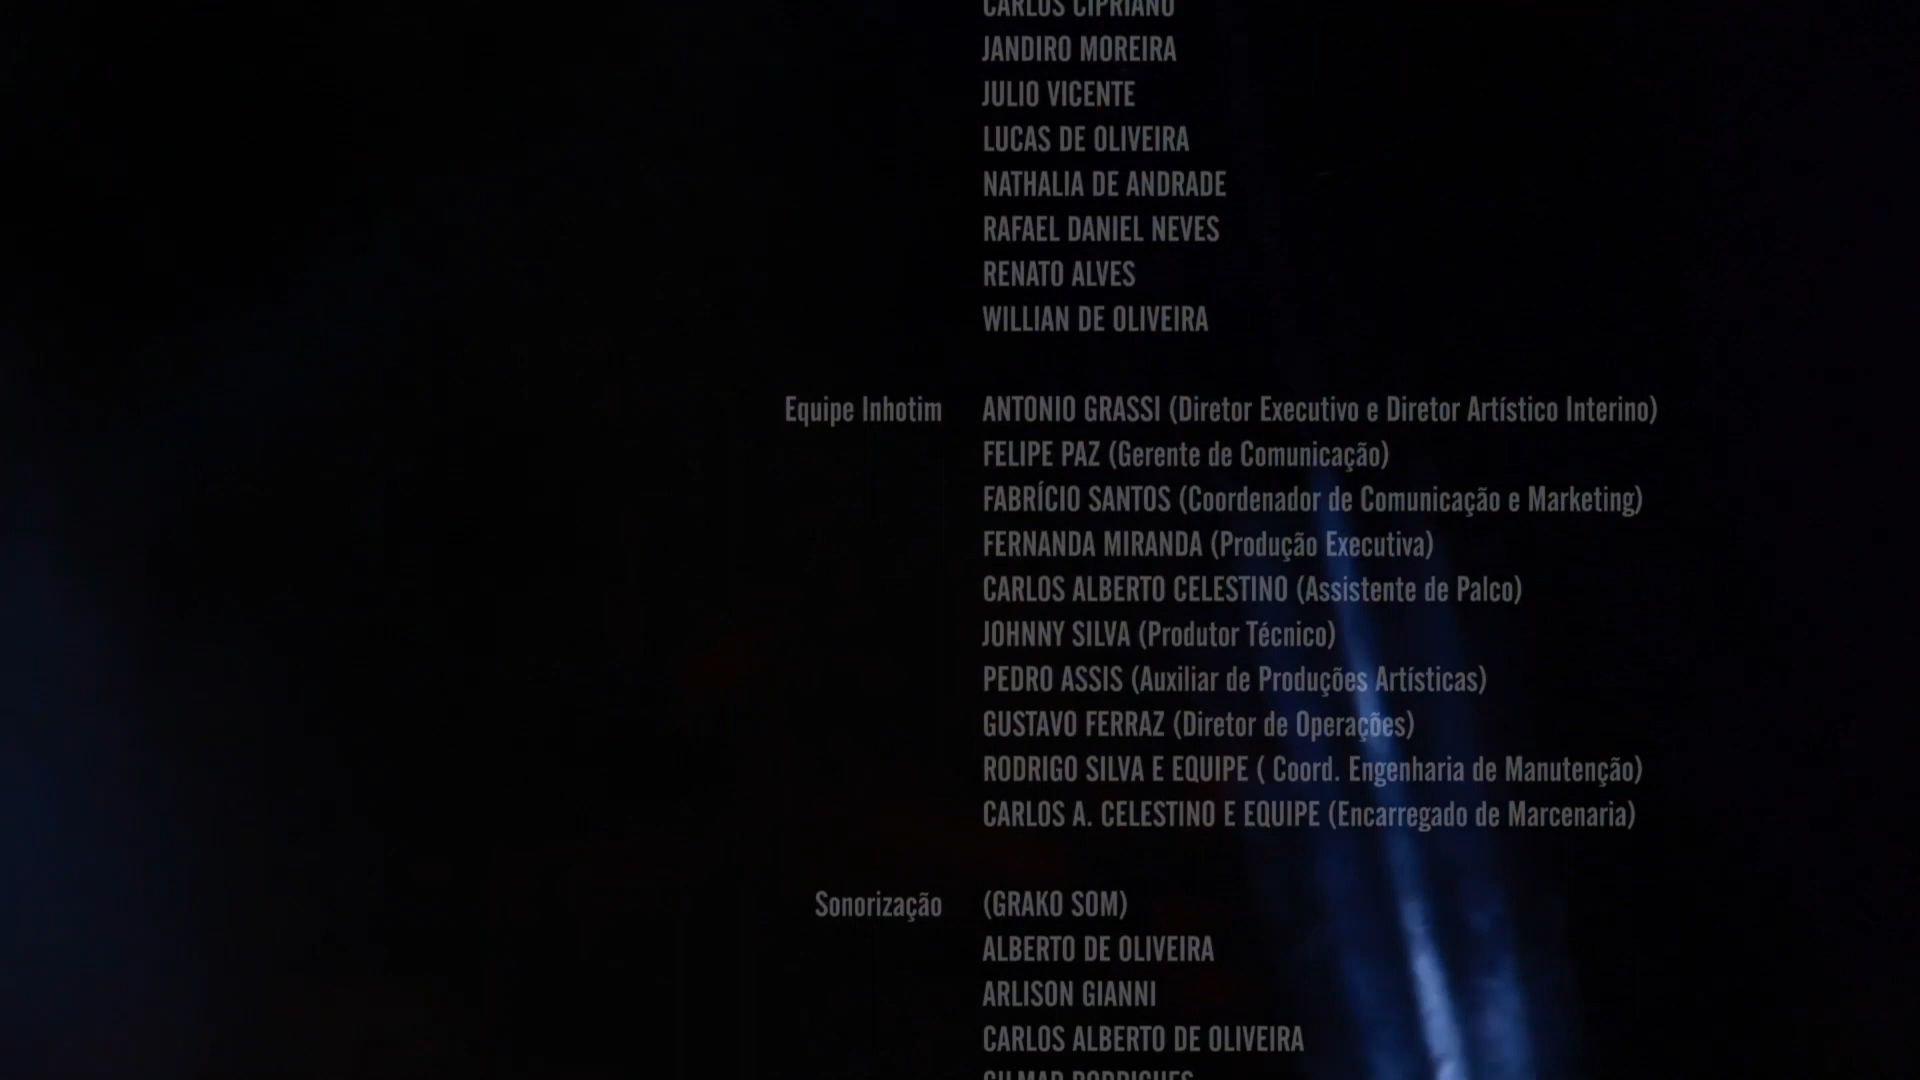 CARLOS CIPRIANO
JANDIRO MOREIRA
JULIO VICENTE
LUCAS DE OLIVEIRA
NATHALIA DE ANDRADE
RAFAEL DANIEL NEVES
RENATO ALVES
WILLIAN DE OLIVEIRA
Equipe Inhotim ANTONIO GRASSI (Diretor Executivo e Diretor Artístico Interino)
FELIPE PAZ (Gerente de Comunicação)
FABRÍCIO SANTOS (Coordenador de Comunicação e Marketing)
FERNANDA MIRANDA (Produção Executiva)
CARLOS ALBERTO CELESTINO (Assistente de Palco)
JOHNNY SILVA (Produtor Técnico)
PEDRO ASSIS (Auxiliar de Produções Artísticas)
GUSTAVO FERRAZ (Diretor de Operações)
RODRIGO SILVA E EQUIPE ( Coord. Engenharia de Manutenção)
CARLOS A. CELESTINO E EQUIPE (Encarregado de Marcenaria)
Sonorização (GRAKO SOM)
ALBERTO DE OLIVEIRA
ARLISON GIANNI
CARLOS ALBERTO DE OLIVEIRA
GILMAR RODRIGUES